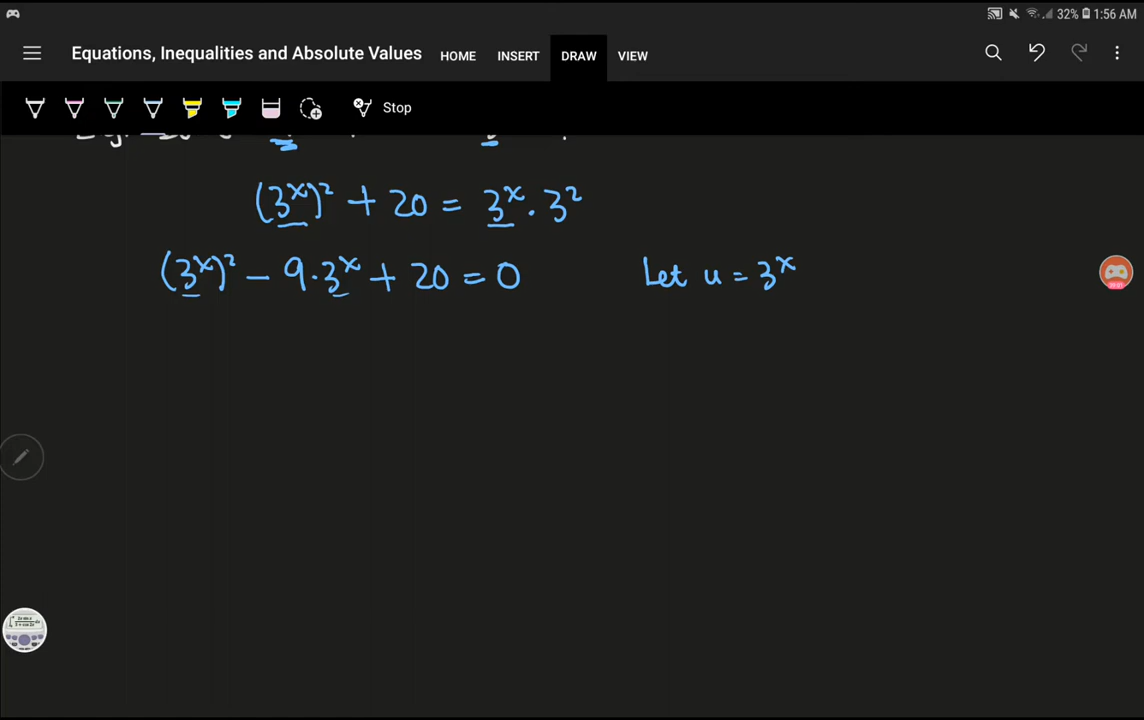 32% 1:56 AM
Equations, Inequalities and Absolute Values HOME INSERT DRAW VIEW
Stop
(3^x)^2 + 20 = 3^x · 3^2
(3^x)^2 − 9·3^x + 20 = 0 Let u = 3^x